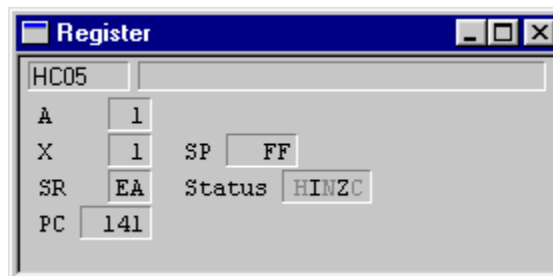 Register
HC05
A 1
X 1 SP FF
SR EA Status HINZC
PC 141